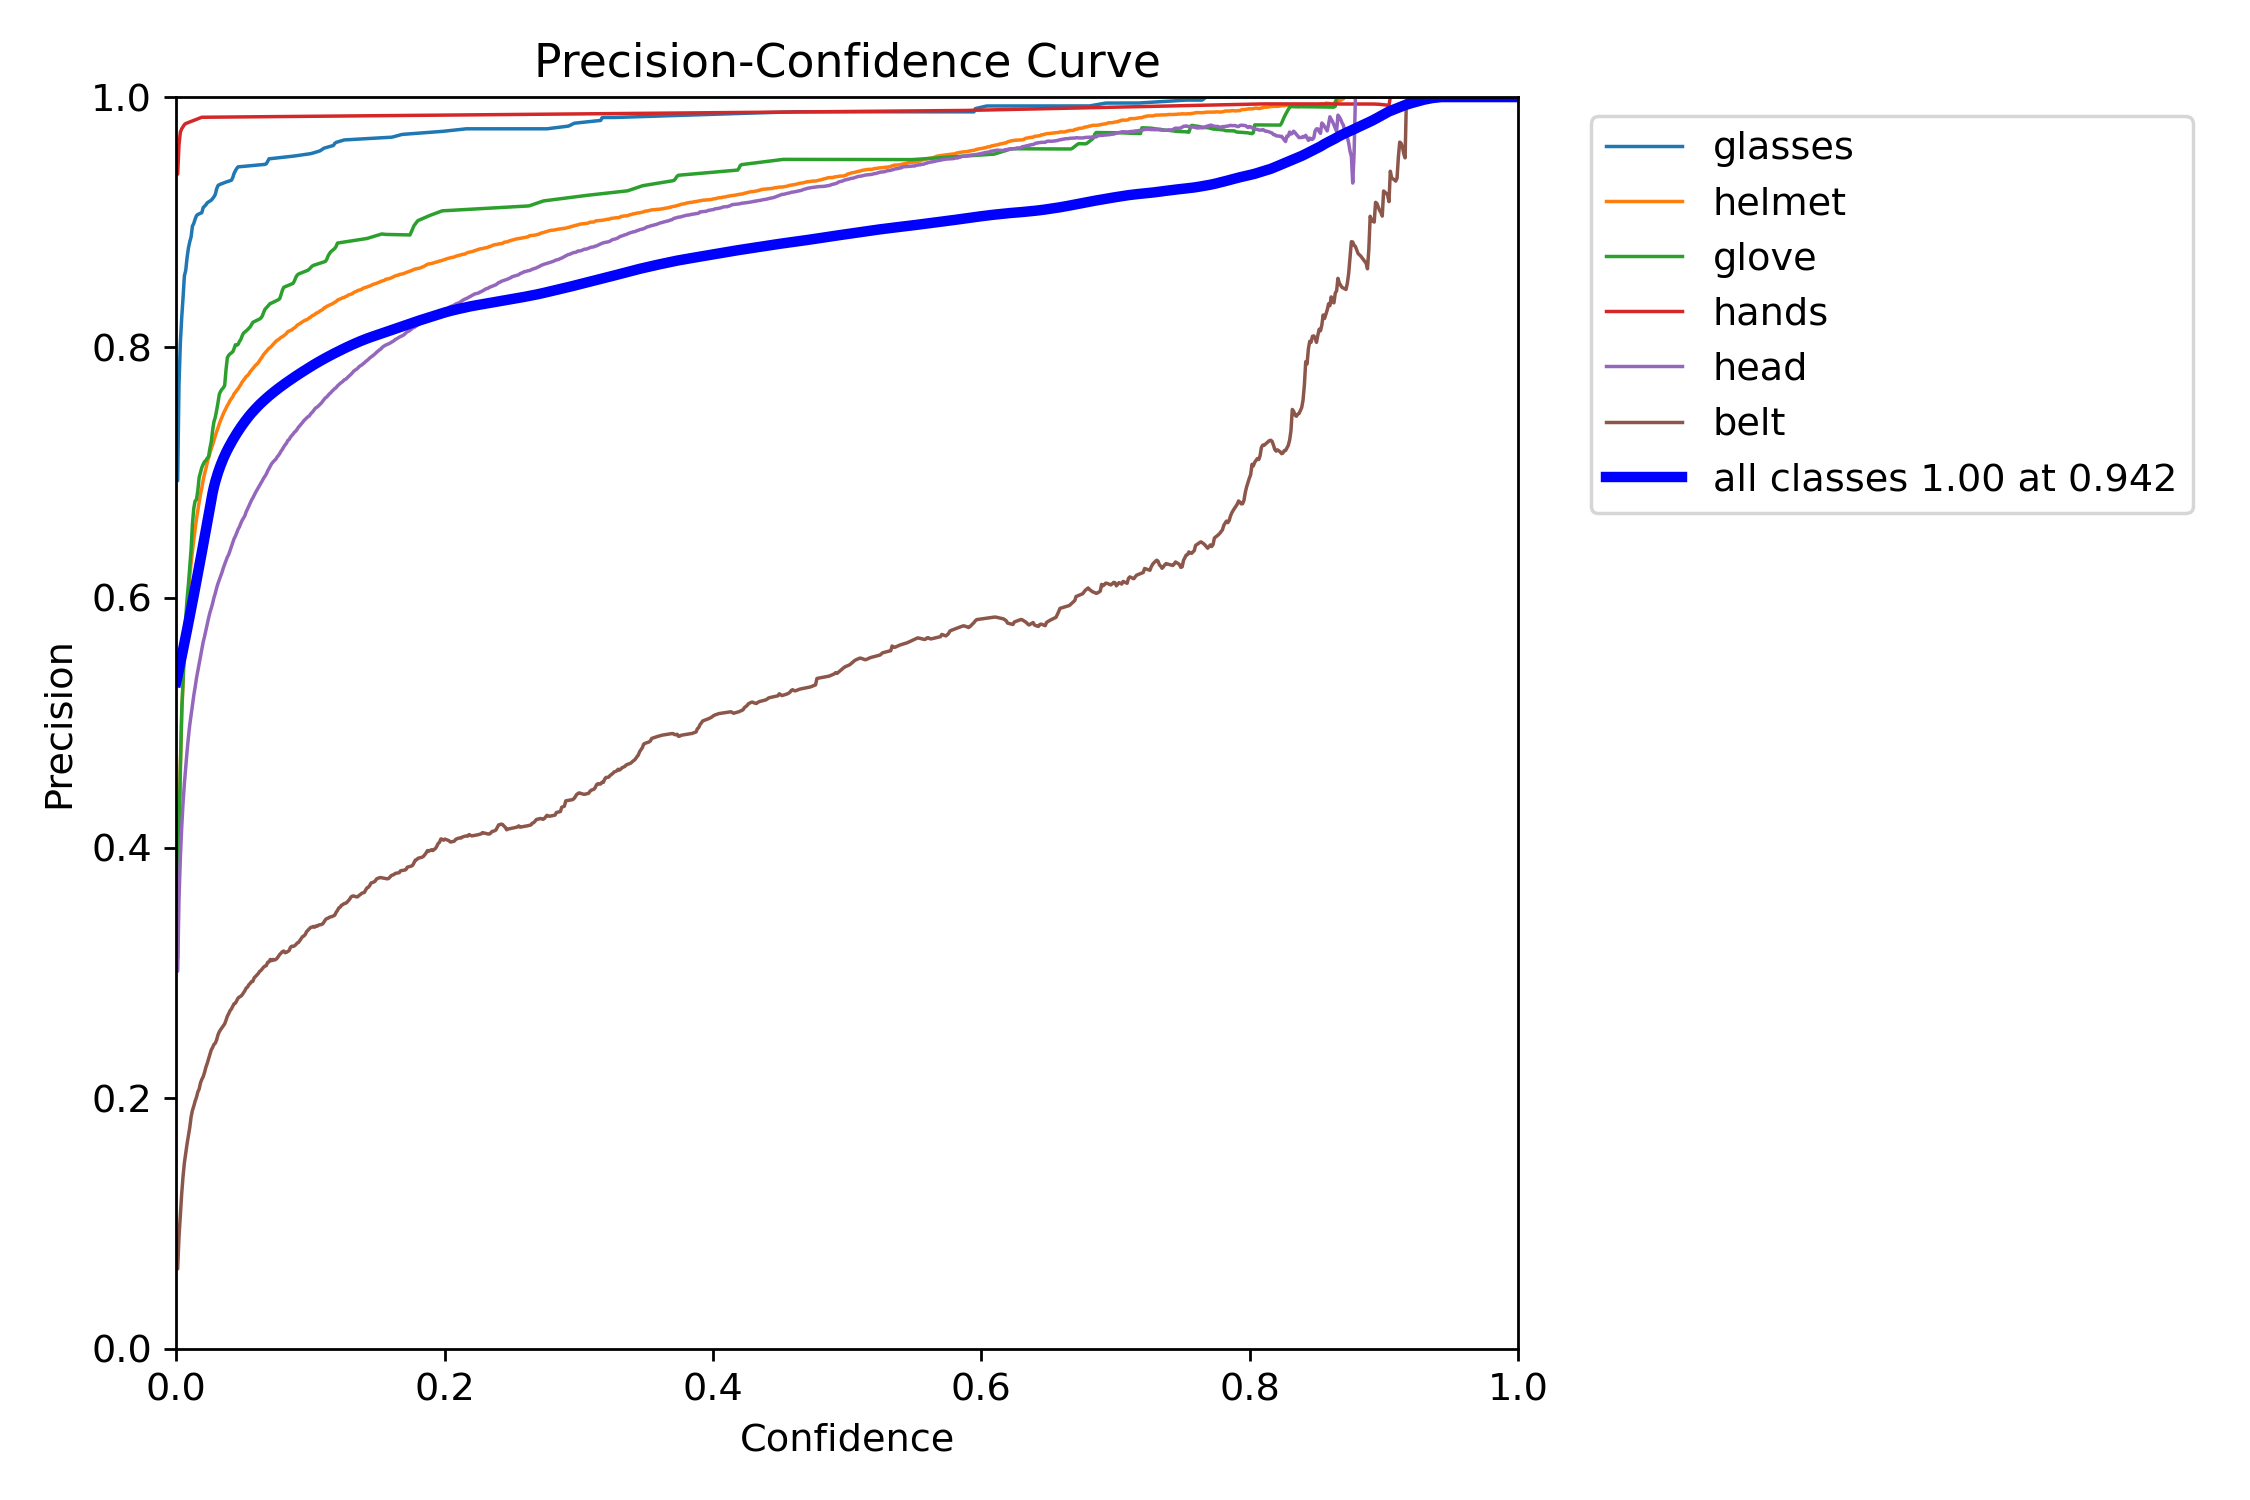 Precision-Confidence Curve
1.0
0.8
0.6
0.4
0.2
0.0
Precision
0.0 0.2 0.4 0.6 0.8 1.0
Confidence
glasses
helmet
glove
hands
head
belt
all classes 1.00 at 0.942